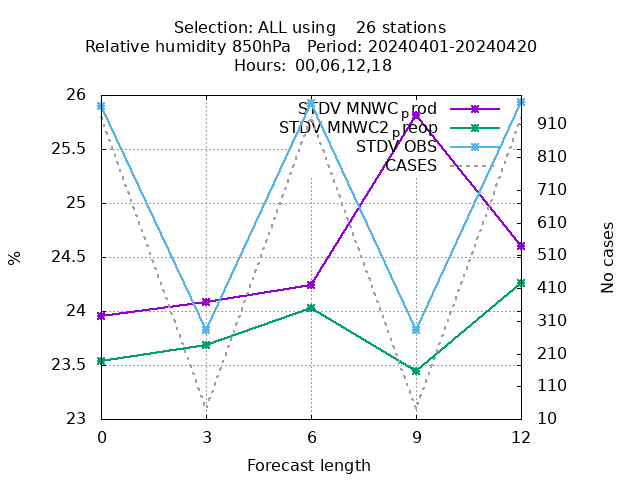 Selection: ALL using    26 stations
Relative humidity 850hPa   Period: 20240401-20240420
Hours:  00,06,12,18
STDV MNWC_prod
STDV MNWC2_preop
STDV OBS
CASES
26
25.5
25
24.5
24
23.5
23
910
810
710
610
510
410
310
210
110
10
0
3
6
9
12
%
No cases
Forecast length